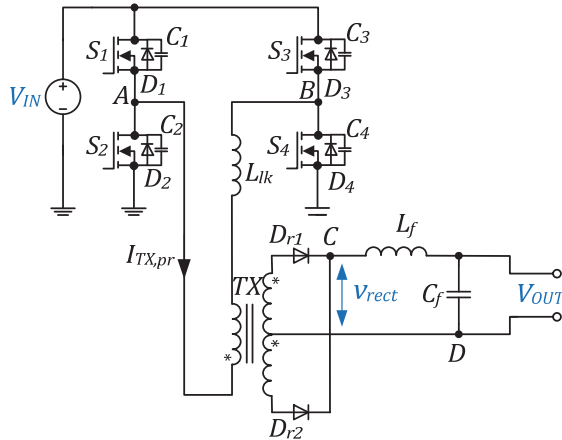 S1 C1 S3 C3
VIN + − D1 D3
A B
S2 C2 S4 C4
D2 Llk D4
ITX,pr Dr1 C Lf
TX * vrect Cf VOUT
* * D
Dr2